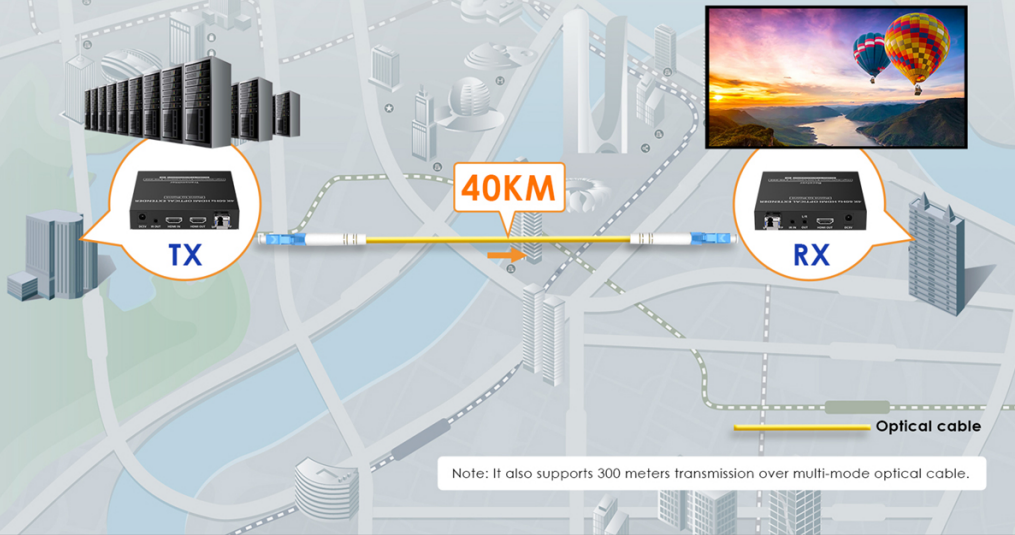 40KM
TX
RX
Optical cable
Note: It also supports 300 meters transmission over multi-mode optical cable.